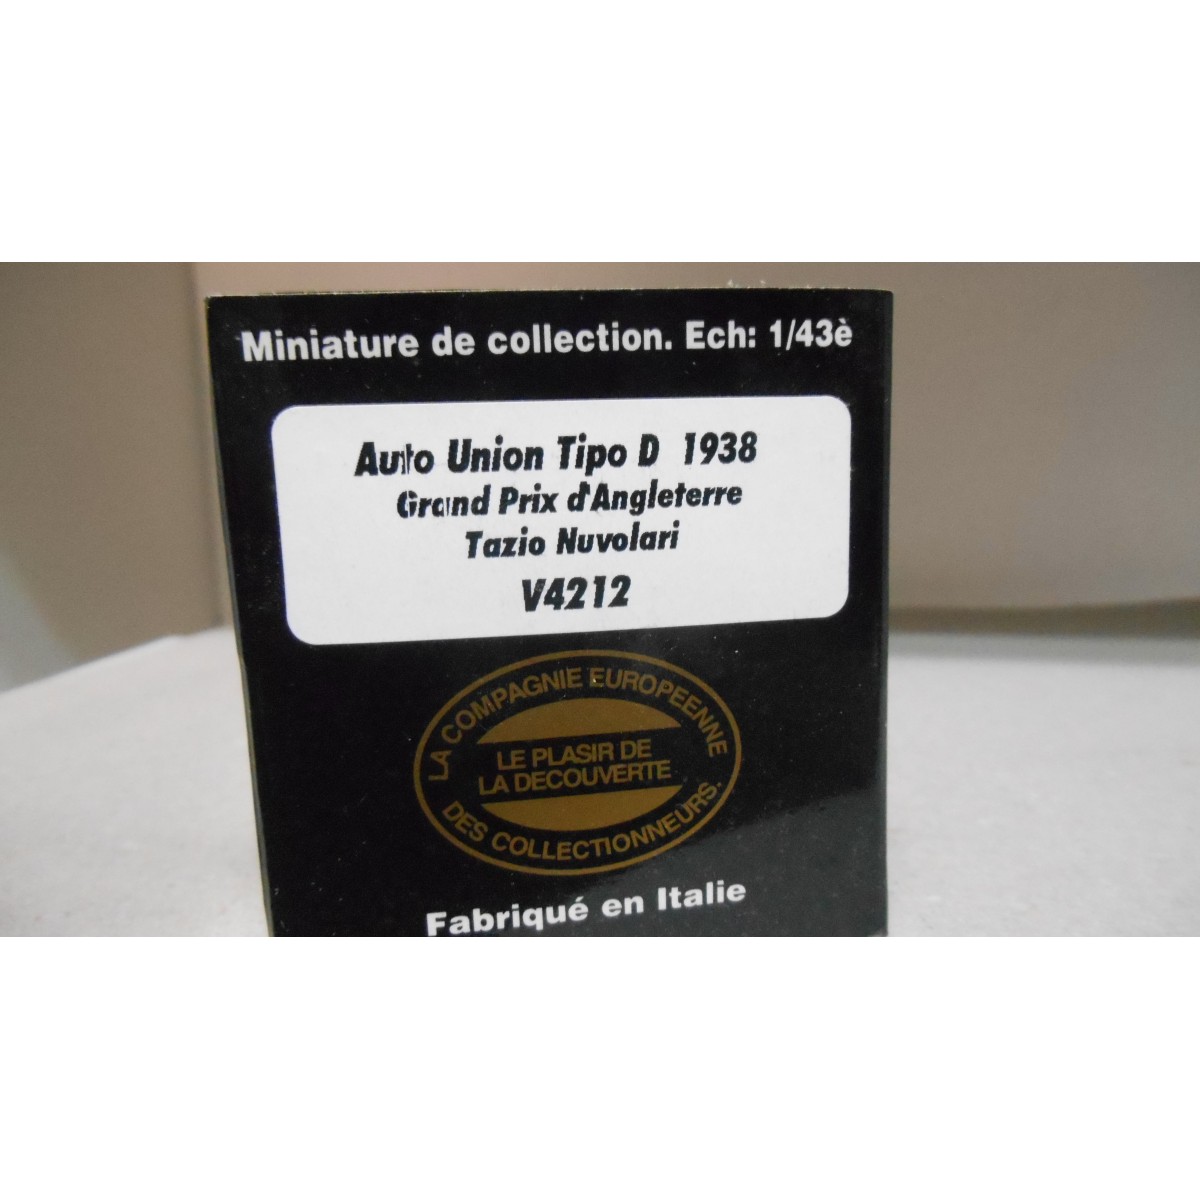 Miniature de collection. Ech: 1/43è
Auto Union Tipo D 1938
Grand Prix d'Angleterre
Tazio Nuvolari
V4212
LA COMPAGNIE EUROPEENNE
LE PLASIR DE
LA DECOUVERTE
DES COLLECTIONNEURS.
Fabriqué en Italie